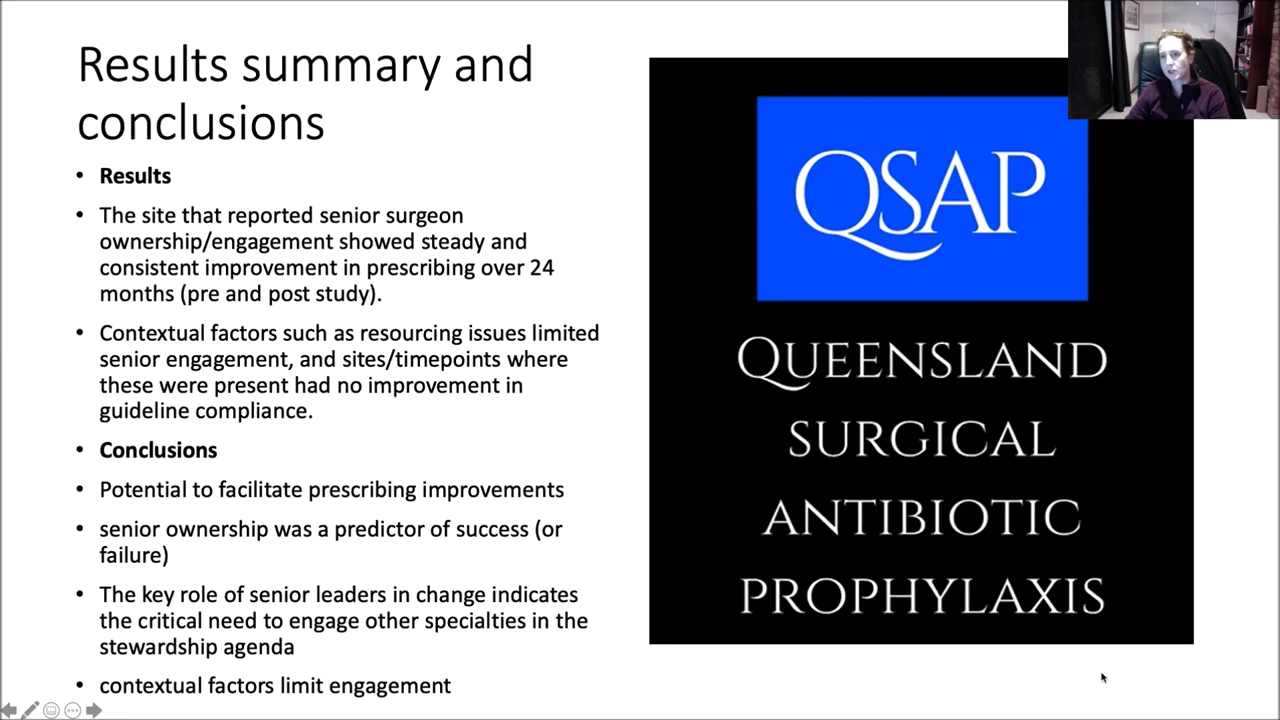 Results summary and
conclusions
• Results
• The site that reported senior surgeon
ownership/engagement showed steady and
consistent improvement in prescribing over 24
months (pre and post study).
• Contextual factors such as resourcing issues limited
senior engagement, and sites/timepoints where
these were present had no improvement in
guideline compliance.
• Conclusions
• Potential to facilitate prescribing improvements
• senior ownership was a predictor of success (or
failure)
• The key role of senior leaders in change indicates
the critical need to engage other specialties in the
stewardship agenda
• contextual factors limit engagement
QSAP
QUEENSLAND
SURGICAL
ANTIBIOTIC
PROPHYLAXIS